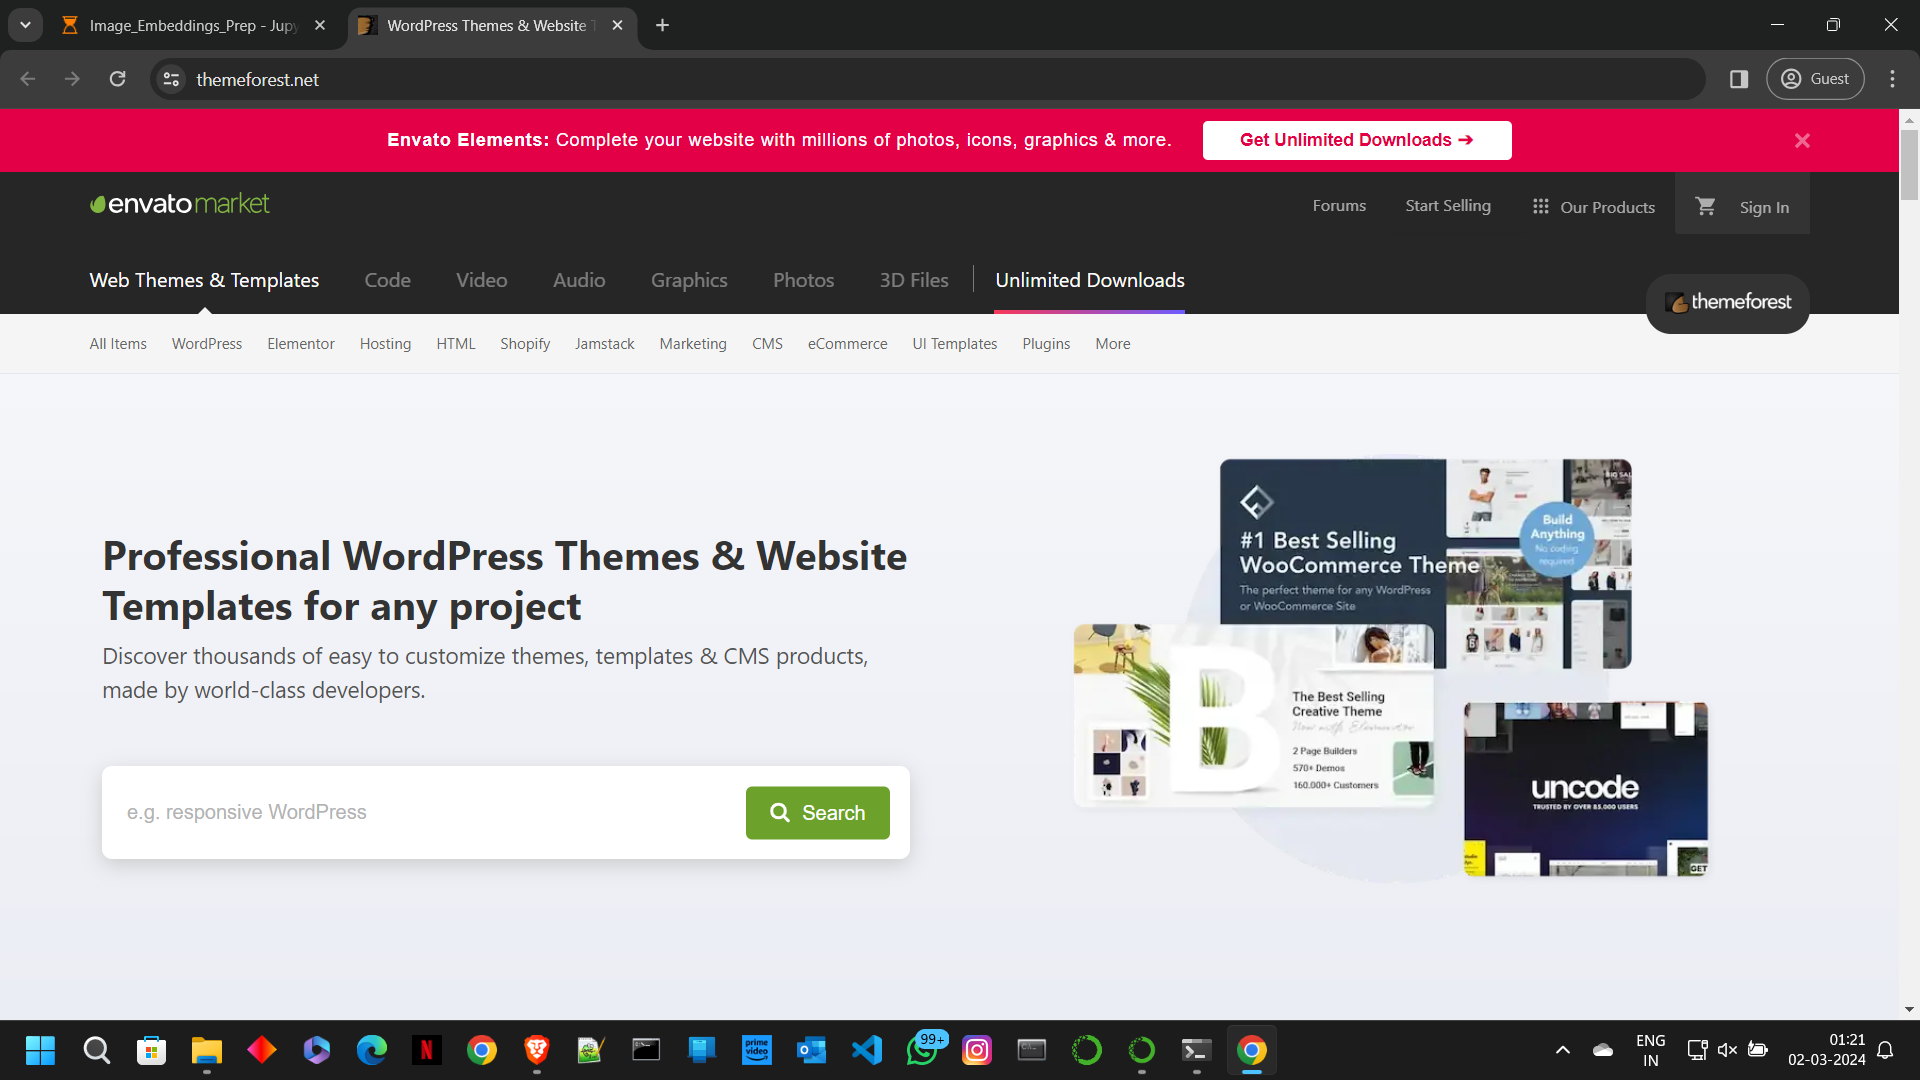 Image_Embeddings_Prep - Jupy
WordPress Themes & Website T
themeforest.net
Guest
Envato Elements: Complete your website with millions of photos, icons, graphics & more.
Get Unlimited Downloads ➔
envato market
Forums
Start Selling
Our Products
Sign In
Web Themes & Templates
Code
Video
Audio
Graphics
Photos
3D Files
Unlimited Downloads
themeforest
All Items
WordPress
Elementor
Hosting
HTML
Shopify
Jamstack
Marketing
CMS
eCommerce
UI Templates
Plugins
More
Professional WordPress Themes & Website
Templates for any project
Discover thousands of easy to customize themes, templates & CMS products,
made by world-class developers.
e.g. responsive WordPress
Search
#1 Best Selling
WooCommerce Theme
The perfect theme for any WordPress
or WooCommerce Site
Build
Anything
No coding
required
B
The Best Selling
Creative Theme
Now with Elementor
2 Page Builders
570+ Demos
160.000+ Customers
uncode
TRUSTED BY OVER 85.000 USERS
GET
prime
video
99+
ENG
IN
01:21
02-03-2024